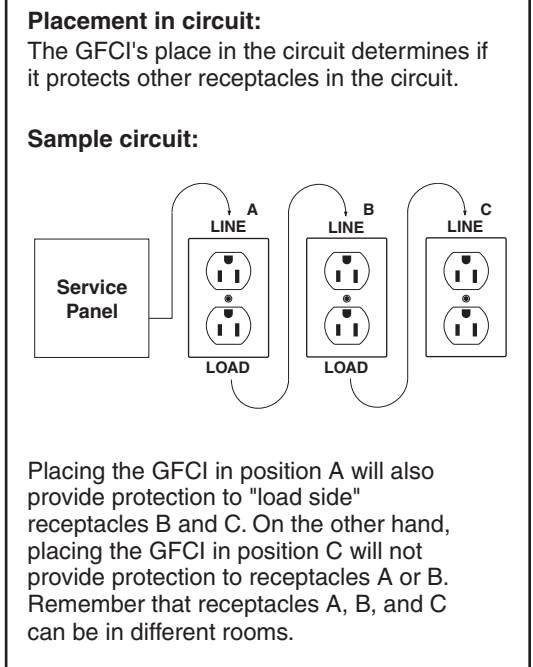 Placement in circuit:
The GFCI's place in the circuit determines if
it protects other receptacles in the circuit.
Sample circuit:
A
LINE
B
LINE
C
LINE
Service
Panel
LOAD
LOAD
Placing the GFCI in position A will also
provide protection to "load side"
receptacles B and C. On the other hand,
placing the GFCI in position C will not
provide protection to receptacles A or B.
Remember that receptacles A, B, and C
can be in different rooms.